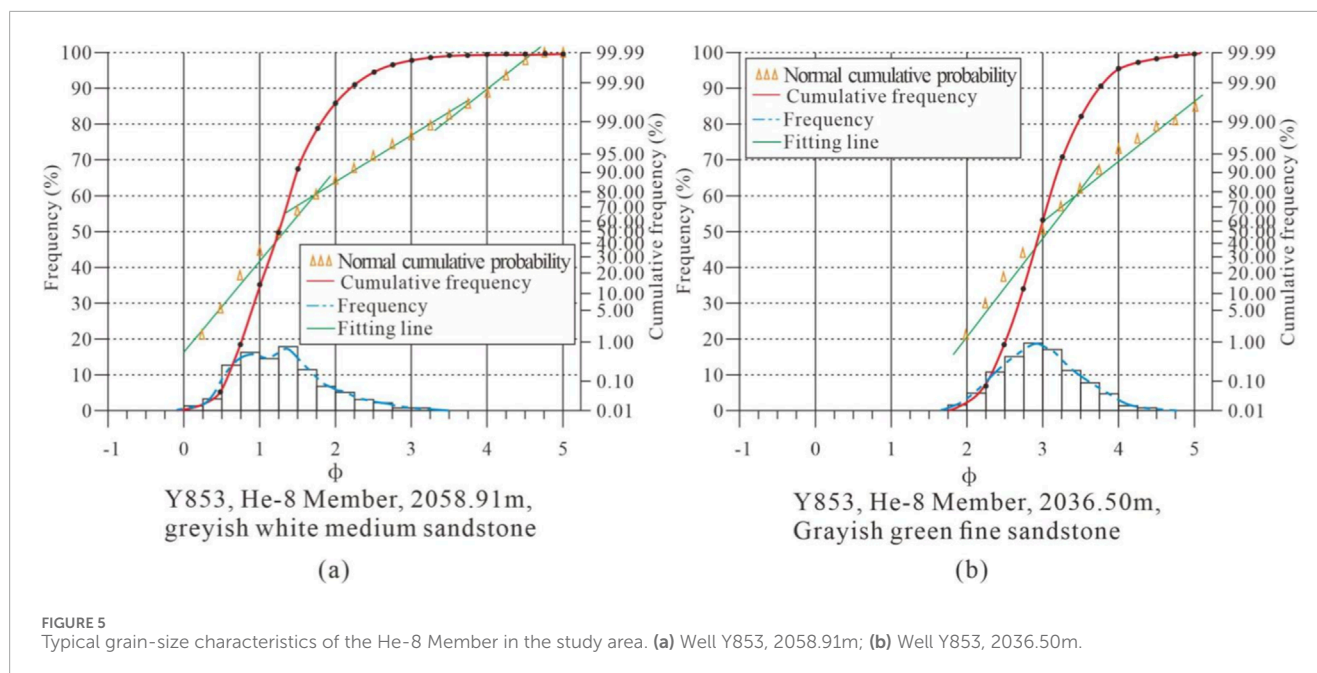 100
90
80
70
60
50
40
30
20
10
0
Frequency (%)
99.99
99.90
99.00
95.00
90.00
80.00
70.00
60.00
50.00
40.00
30.00
20.00
10.00
5.00
1.00
0.10
0.01
Cumulative frequency (%)
Normal cumulative probability
Cumulative frequency
Frequency
Fitting line
-1 0 1 2 3 4 5
ϕ
Y853, He-8 Member, 2058.91m,
greyish white medium sandstone
(a)
100
90
80
70
60
50
40
30
20
10
0
Frequency (%)
99.99
99.90
99.00
95.00
90.00
80.00
70.00
60.00
50.00
40.00
30.00
20.00
10.00
5.00
1.00
0.10
0.01
Cumulative frequency (%)
Normal cumulative probability
Cumulative frequency
Frequency
Fitting line
-1 0 1 2 3 4 5
ϕ
Y853, He-8 Member, 2036.50m,
Grayish green fine sandstone
(b)
FIGURE 5
Typical grain-size characteristics of the He-8 Member in the study area. (a) Well Y853, 2058.91m; (b) Well Y853, 2036.50m.